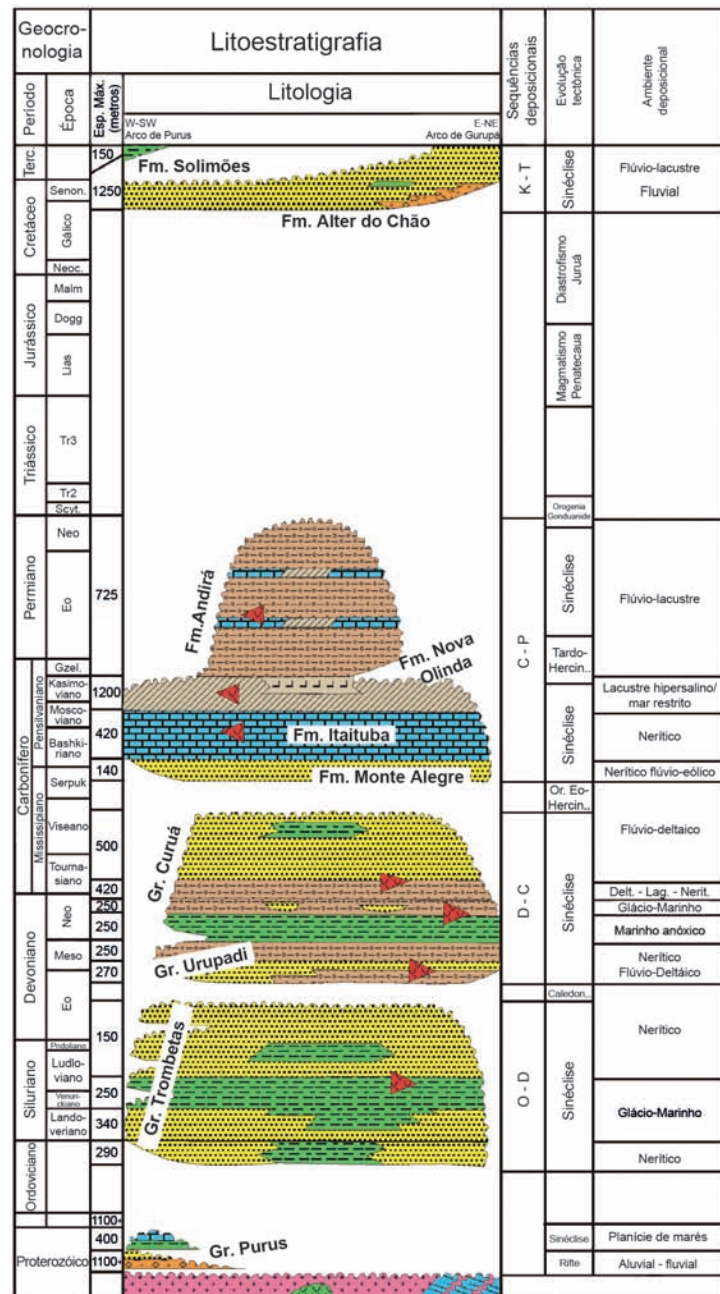 Geocro-
nologia
Litoestratigrafia
Sequências
deposicionais
Evolução
tectônica
Ambiente
deposicional
Período
Época
Esp. Máx.
(metros)
Litologia
W-SW
Arco de Purus
E-NE
Arco de Gurupá
Terc.
150
Fm. Solimões
K - T
Sinéclise
Flúvio-lacustre
Cretáceo
Senon.
1250
Fluvial
Fm. Alter do Chão
Gálico
Neoc.
Diastrofismo
Juruá
Jurássico
Malm
Dogg
Lias
Magmatismo
Penatecaua
Triássico
Tr3
Tr2
Scyt.
Orogenia
Gonduanide
Permiano
Neo
Eo
725
Fm.Andirá
C - P
Sinéclise
Flúvio-lacustre
Fm. Nova
Olinda
Tardo-
Hercin..
Carbonífero
Pensilvaniano
Gzel.
Kasimo-
viano
1200
Lacustre hipersalino/
mar restrito
Mosco-
viano
Bashki-
riano
420
Fm. Itaituba
Sinéclise
Nerítico
140
Fm. Monte Alegre
Nerítico flúvio-eólico
Mississipiano
Serpuk
Or. Eo-
Hercin..
Viseano
500
Gr. Curuá
Flúvio-deltaico
D - C
Sinéclise
Tourna-
siano
420
Delt. - Lag. - Nerit.
Devoniano
Neo
250
Glácio-Marinho
250
Marinho anóxico
Meso
250
Gr. Urupadi
Nerítico
270
Flúvio-Deltáico
Eo
Caledon..
150
Gr. Trombetas
O - D
Sinéclise
Nerítico
Siluriano
Pridoliano
Ludlo-
viano
250
Lando-
veriano
340
Glácio-Marinho
Ordoviciano
290
Nerítico
1100+
400
Gr. Purus
Sinéclise
Planície de marés
Proterozóico
1100+
Rifte
Aluvial - fluvial